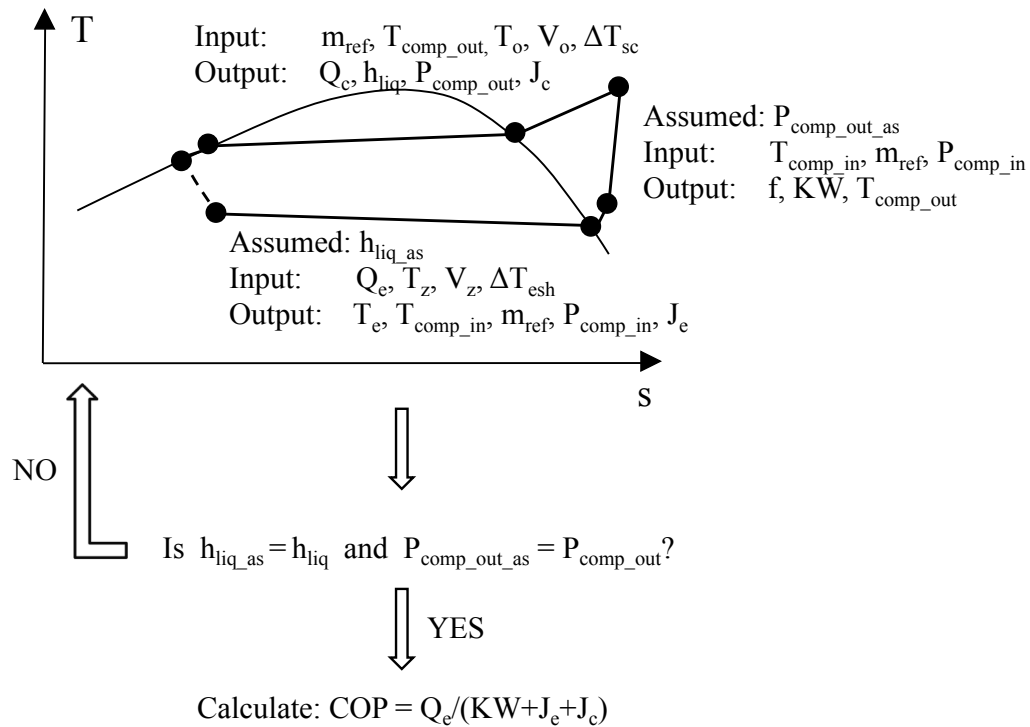 T
Input: m_ref, T_comp_out, T_o, V_o, ΔT_sc
Output: Q_c, h_liq, P_comp_out, J_c
Assumed: P_comp_out_as
Input: T_comp_in, m_ref, P_comp_in
Output: f, KW, T_comp_out
Assumed: h_liq_as
Input: Q_e, T_z, V_z, ΔT_esh
Output: T_e, T_comp_in, m_ref, P_comp_in, J_e
s
NO
Is h_liq_as = h_liq and P_comp_out_as = P_comp_out?
YES
Calculate: COP = Q_e/(KW+J_e+J_c)